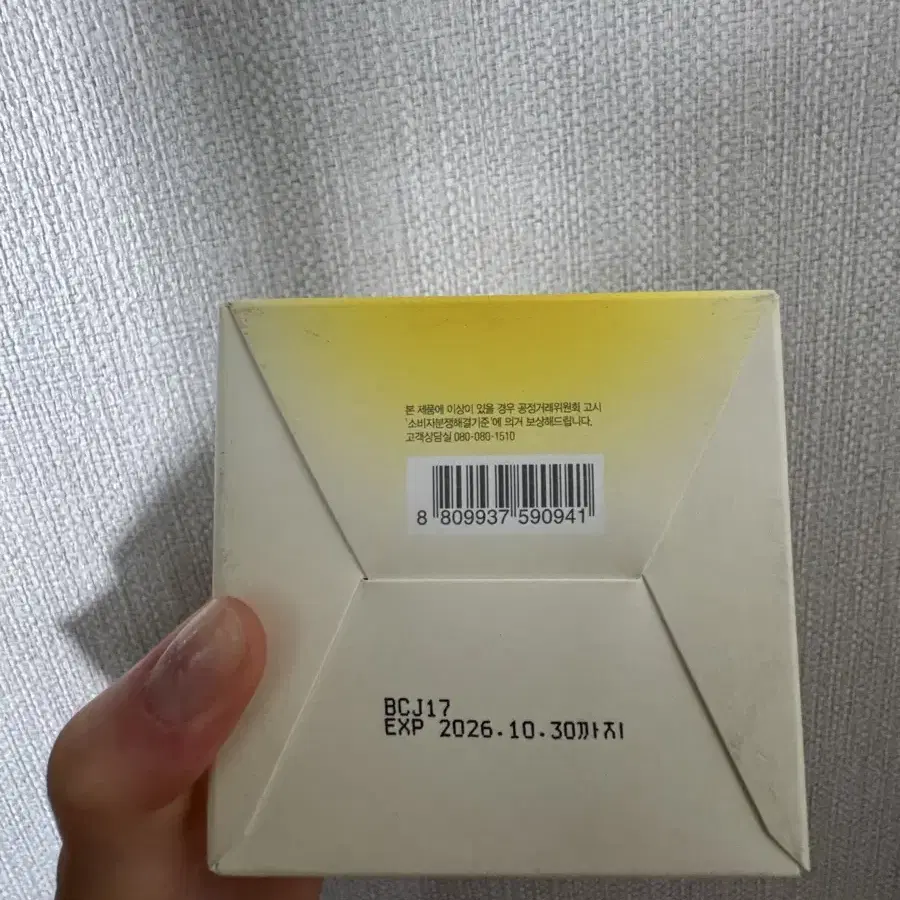 본 제품에 이상이 있을 경우 공정거래위원회 고시
'소비자분쟁해결기준'에 의거 보상해드립니다.
고객상담실 080-080-1510
8 809937 590941
BCJ17
EXP 2026.10.30까지